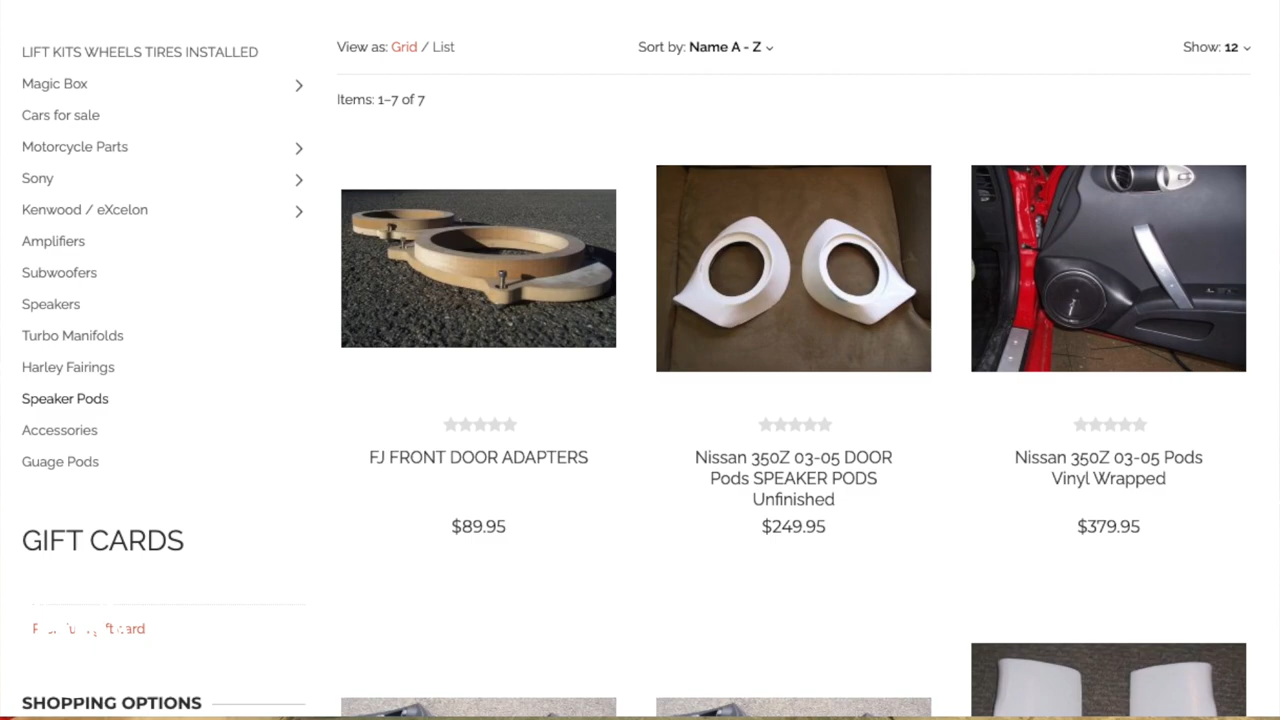 LIFT KITS WHEELS TIRES INSTALLED
Magic Box
Cars for sale
Motorcycle Parts
Sony
Kenwood / eXcelon
Amplifiers
Subwoofers
Speakers
Turbo Manifolds
Harley Fairings
Speaker Pods
Accessories
Guage Pods
GIFT CARDS
SHOPPING OPTIONS
View as: Grid / List
Sort by: Name A - Z
Show: 12
Items: 1–7 of 7
FJ FRONT DOOR ADAPTERS
$89.95
Nissan 350Z 03-05 DOOR
Pods SPEAKER PODS
Unfinished
$249.95
Nissan 350Z 03-05 Pods
Vinyl Wrapped
$379.95